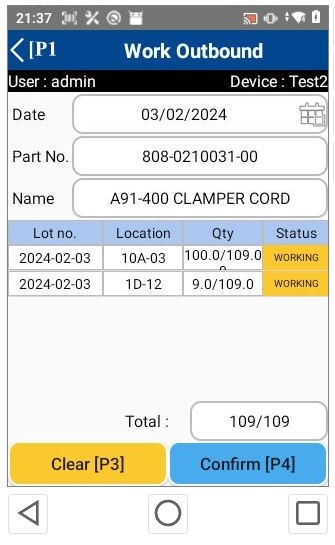 21:37
[P1 Work Outbound
User : admin Device : Test2
Date 03/02/2024
Part No. 808-0210031-00
Name A91-400 CLAMPER CORD
Lot no. Location Qty Status
2024-02-03 10A-03 100.0/109.0 WORKING
2024-02-03 1D-12 9.0/109.0 WORKING
Total : 109/109
Clear [P3] Confirm [P4]